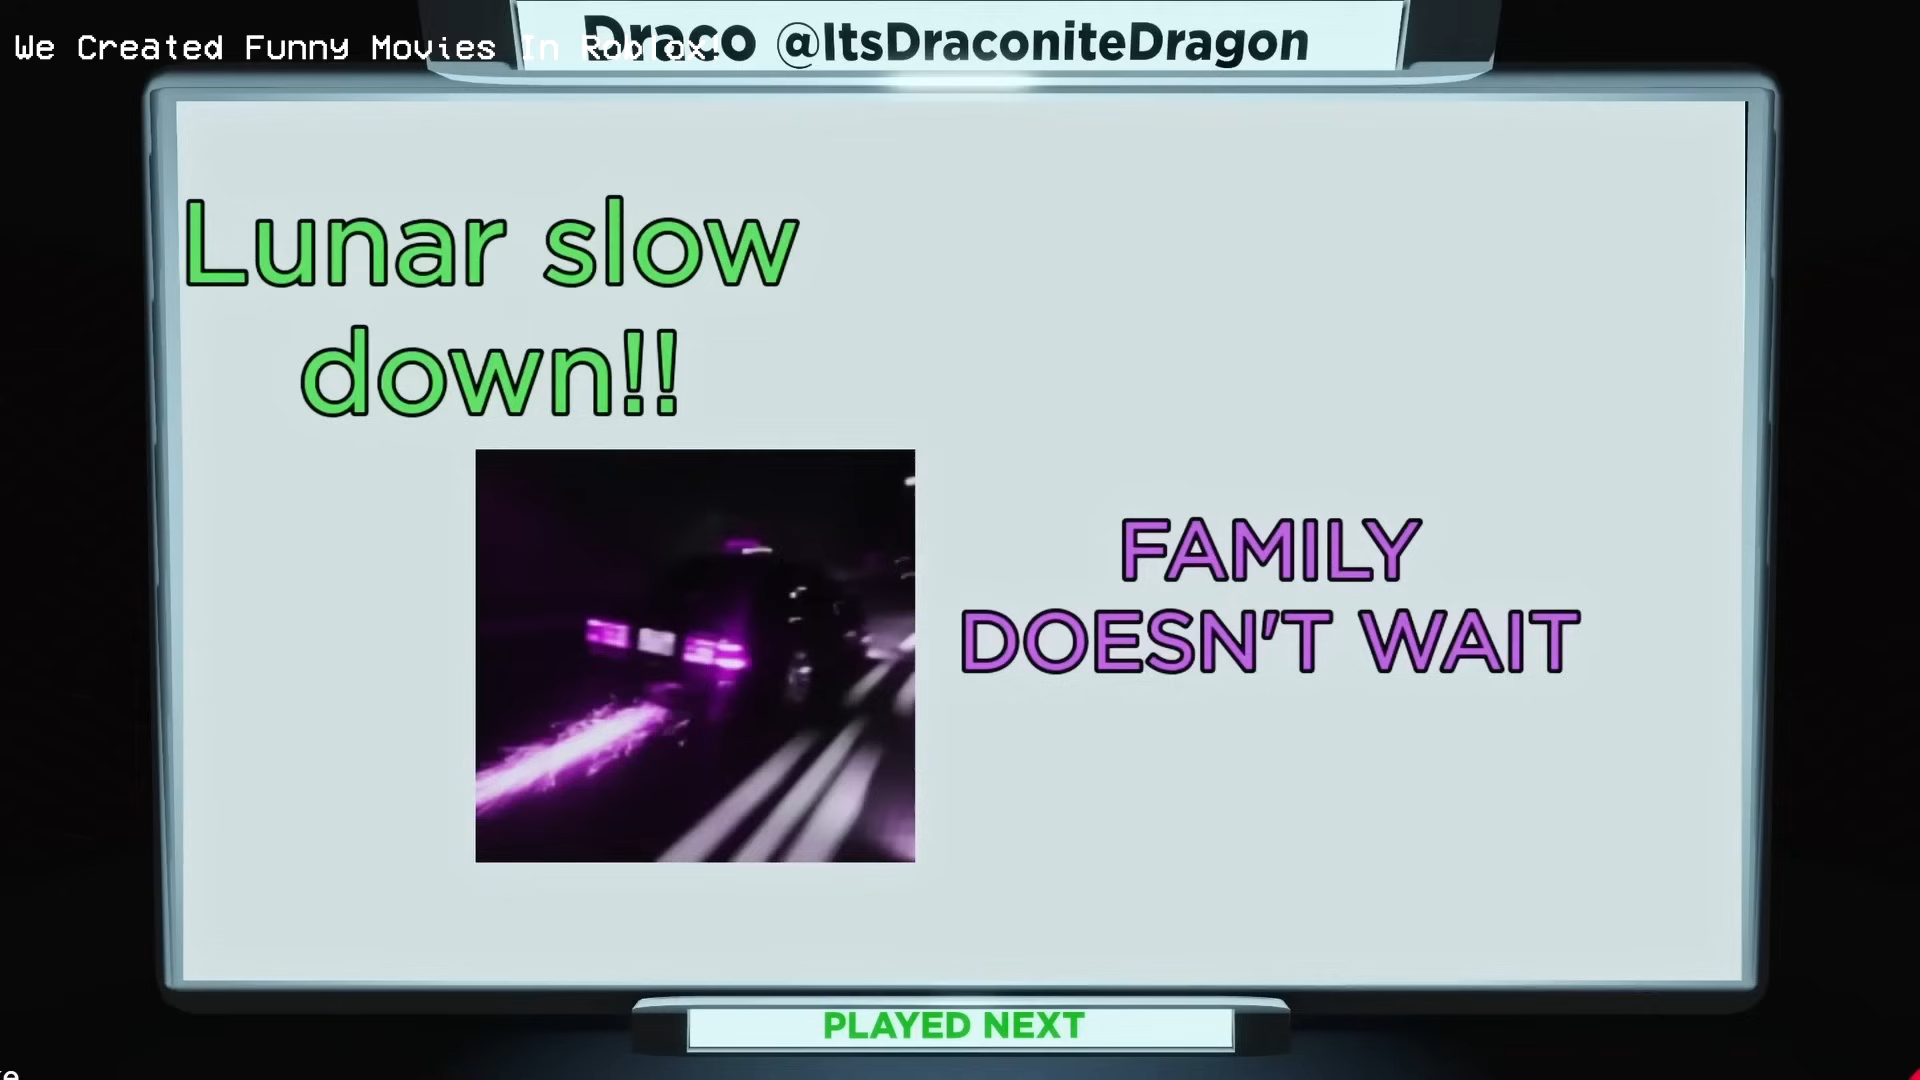 We Created Funny Movies In Roblox!
Draco @ItsDraconiteDragon
Lunar slow
down!!
FAMILY
DOESN'T WAIT
PLAYED NEXT